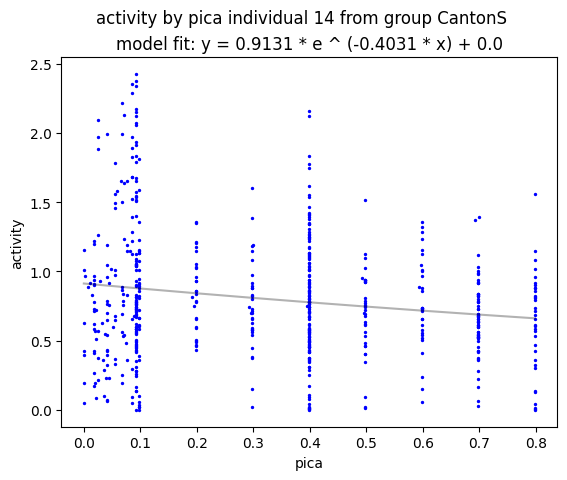 activity by pica individual 14 from group CantonS
model fit: y = 0.9131 * e ^ (-0.4031 * x) + 0.0
2.5
2.0
1.5
1.0
0.5
0.0
activity
0.0 0.1 0.2 0.3 0.4 0.5 0.6 0.7 0.8
pica